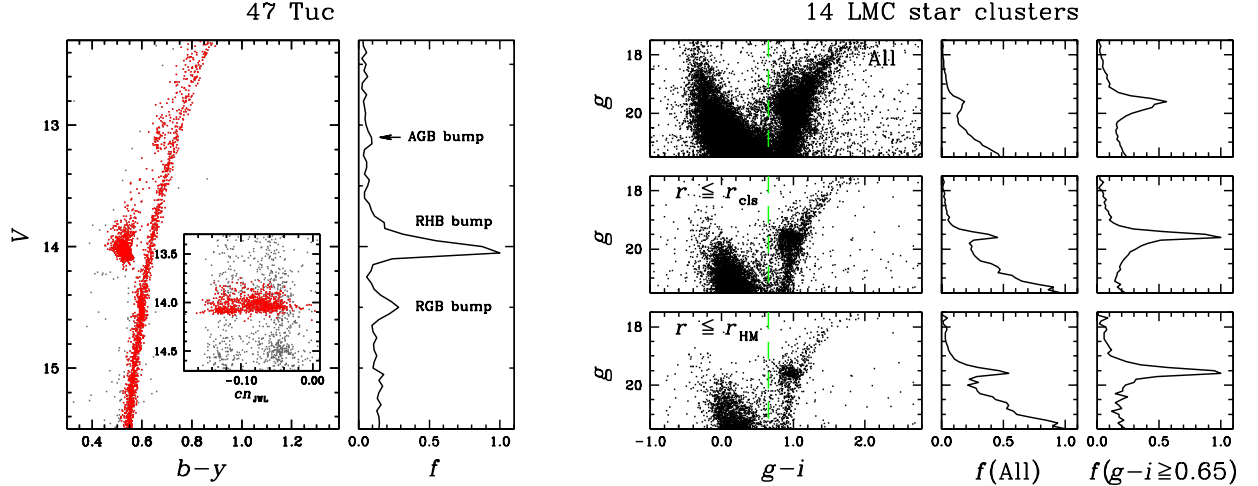 47 Tuc
14 LMC star clusters
V
13
14
15
0.4 0.6 0.8 1.0 1.2
b−y
13.5
14.0
14.5
−0.10 −0.05 0.00
cn_JWL
AGB bump
RHB bump
RGB bump
0.0 0.5 1.0
f
g
18
20
All
g
18
20
r ≦ r_cls
g
18
20
r ≦ r_HM
−1.0 0.0 1.0 2.0
g−i
0.0 0.5 1.0
f(All)
0.0 0.5 1.0
f(g−i≧0.65)